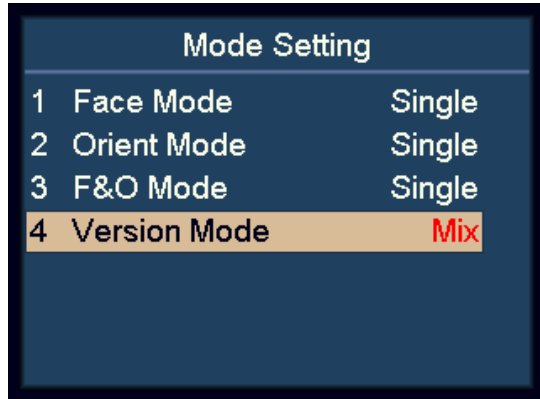 Mode Setting
1 Face Mode Single
2 Orient Mode Single
3 F&O Mode Single
4 Version Mode Mix